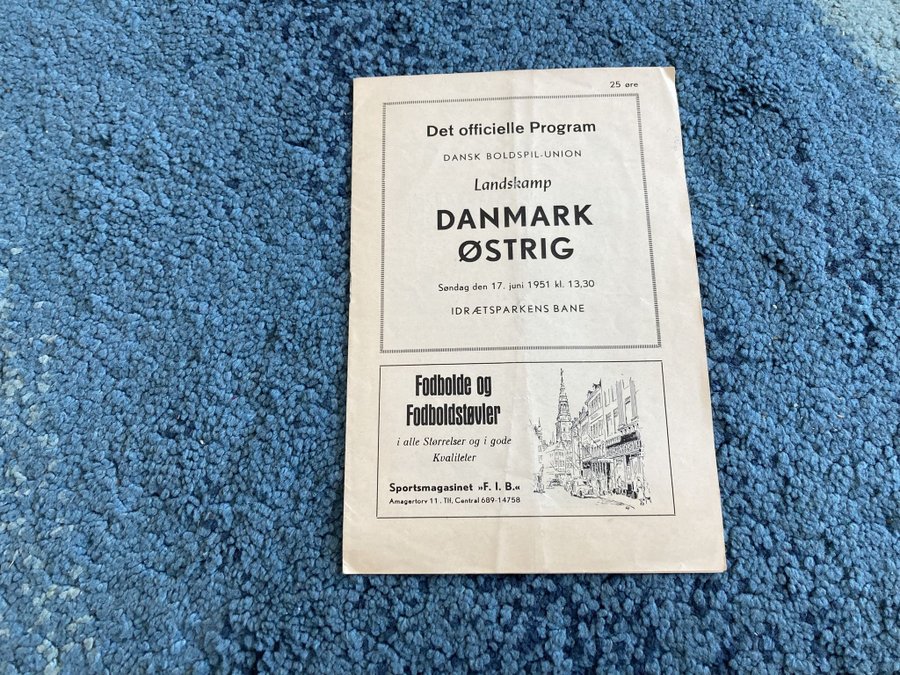 25 øre
Det officielle Program
DANSK BOLDSPIL-UNION
Landskamp
DANMARK
ØSTRIG
Søndag den 17. juni 1951 kl. 13,30
IDRÆTSPARKENS BANE
Fodbolde og
Fodboldstøvler
i alle Størrelser og i gode
Kvaliteter
Sportsmagasinet »F. I. B.«
Amagertorv 11 . Tlf. Central 689-14758